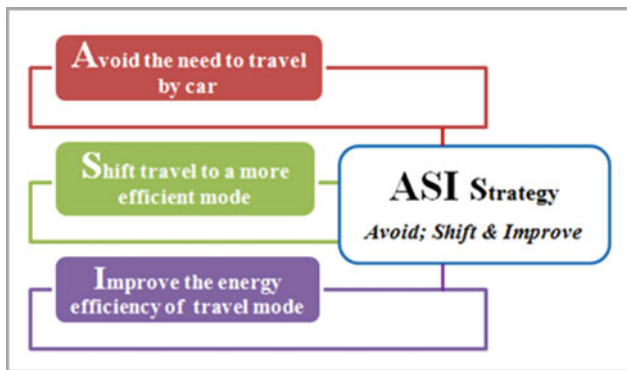 Avoid the need to travel
by car
Shift travel to a more
efficient mode
ASI Strategy
Avoid; Shift & Improve
Improve the energy
efficiency of travel mode